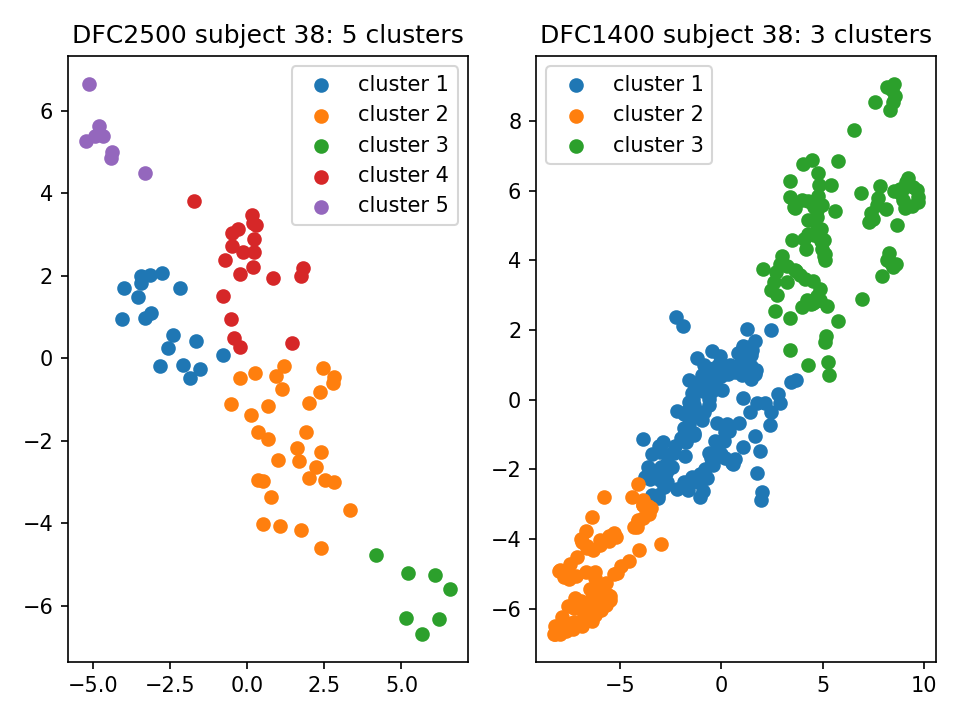 DFC2500 subject 38: 5 clusters
cluster 1
cluster 2
cluster 3
cluster 4
cluster 5
6
4
2
0
−2
−4
−6
−5.0 −2.5 0.0 2.5 5.0
DFC1400 subject 38: 3 clusters
cluster 1
cluster 2
cluster 3
8
6
4
2
0
−2
−4
−6
−5 0 5 10